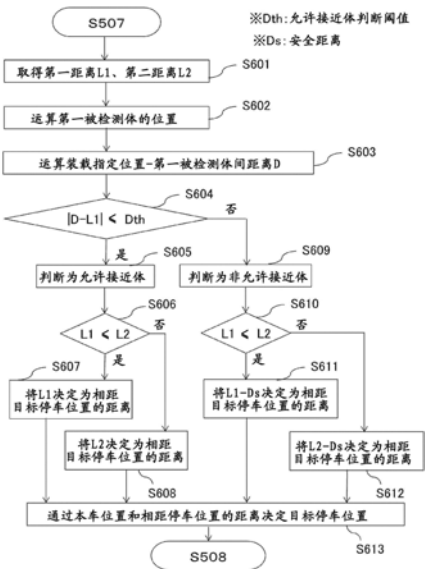 S507
※Dth:允许接近体判断阈值
※Ds:安全距离
S601
取得第一距离L1、第二距离L2
S602
运算第一被检测体的位置
S603
运算装载指定位置-第一被检测体间距离D
S604
|D-L1| ≤ Dth
否
是
S605
S609
判断为允许接近体
判断为非允许接近体
S606
S610
L1 ≤ L2
否
L1 ≤ L2
否
S607
是
是
S611
将L1决定为相距
目标停车位置的距离
将L1-Ds决定为相距
目标停车位置的距离
将L2决定为相距
目标停车位置的距离
将L2-Ds决定为相距
目标停车位置的距离
S608
S612
通过本车位置和相距停车位置的距离决定目标停车位置
S613
S508